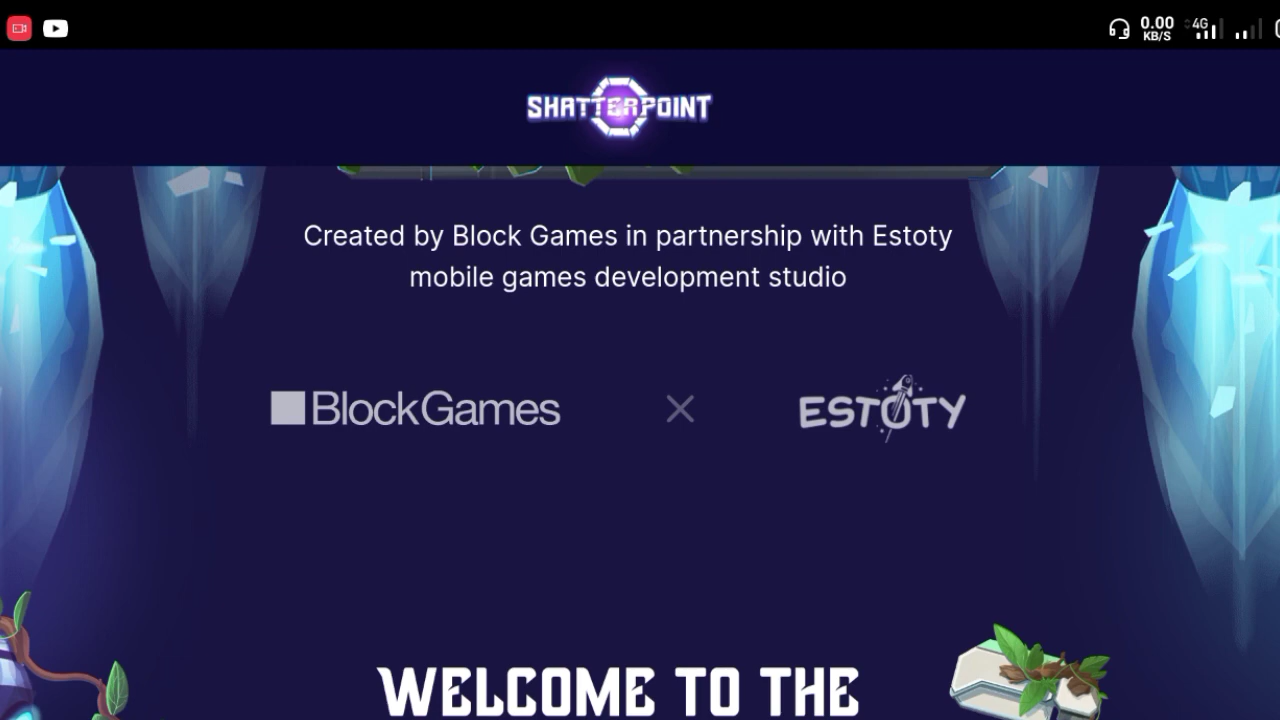 0.00
KB/S
4G
SHATTERPOINT
Created by Block Games in partnership with Estoty
mobile games development studio
BlockGames
ESTOTY
WELCOME TO THE